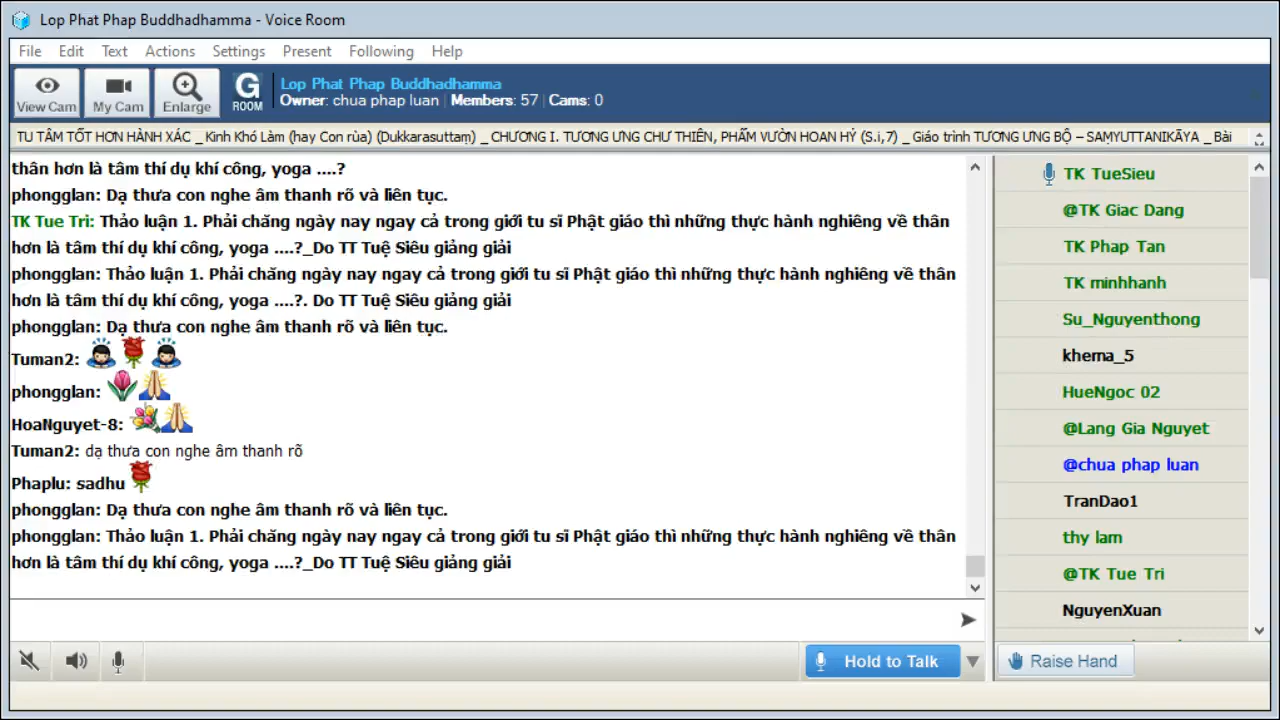 Lop Phat Phap Buddhadhamma - Voice Room
File Edit Text Actions Settings Present Following Help
View Cam My Cam Enlarge G ROOM
Lop Phat Phap Buddhadhamma
Owner: chua phap luan | Members: 57 | Cams: 0
TU TÂM TỐT HƠN HÀNH XÁC _Kinh Khó Làm (hay Con rùa) (Dukkarasuttaṃ) _ CHƯƠNG I. TƯƠNG ƯNG CHƯ THIÊN, PHẨM VƯỜN HOAN HỶ (S.i,7) _ Giáo trình TƯƠNG ƯNG BỘ – SAṂYUTTANIKĀYA _ Bài
thân hơn là tâm thí dụ khí công, yoga ....?
phongglan: Dạ thưa con nghe âm thanh rõ và liên tục.
TK Tue Tri: Thảo luận 1. Phải chăng ngày nay ngay cả trong giới tu sĩ Phật giáo thì những thực hành nghiêng về thân
hơn là tâm thí dụ khí công, yoga ....?_Do TT Tuệ Siêu giảng giải
phongglan: Thảo luận 1. Phải chăng ngày nay ngay cả trong giới tu sĩ Phật giáo thì những thực hành nghiêng về thân
hơn là tâm thí dụ khí công, yoga ....?. Do TT Tuệ Siêu giảng giải
phongglan: Dạ thưa con nghe âm thanh rõ và liên tục.
Tuman2:
phongglan:
HoaNguyet-8:
Tuman2: dạ thưa con nghe âm thanh rõ
Phaplu: sadhu
phongglan: Dạ thưa con nghe âm thanh rõ và liên tục.
phongglan: Thảo luận 1. Phải chăng ngày nay ngay cả trong giới tu sĩ Phật giáo thì những thực hành nghiêng về thân
hơn là tâm thí dụ khí công, yoga ....?_Do TT Tuệ Siêu giảng giải
TK TueSieu
@TK Giac Dang
TK Phap Tan
TK minhhanh
Su_Nguyenthong
khema_5
HueNgoc 02
@Lang Gia Nguyet
@chua phap luan
TranDao1
thy lam
@TK Tue Tri
NguyenXuan
Hold to Talk
Raise Hand